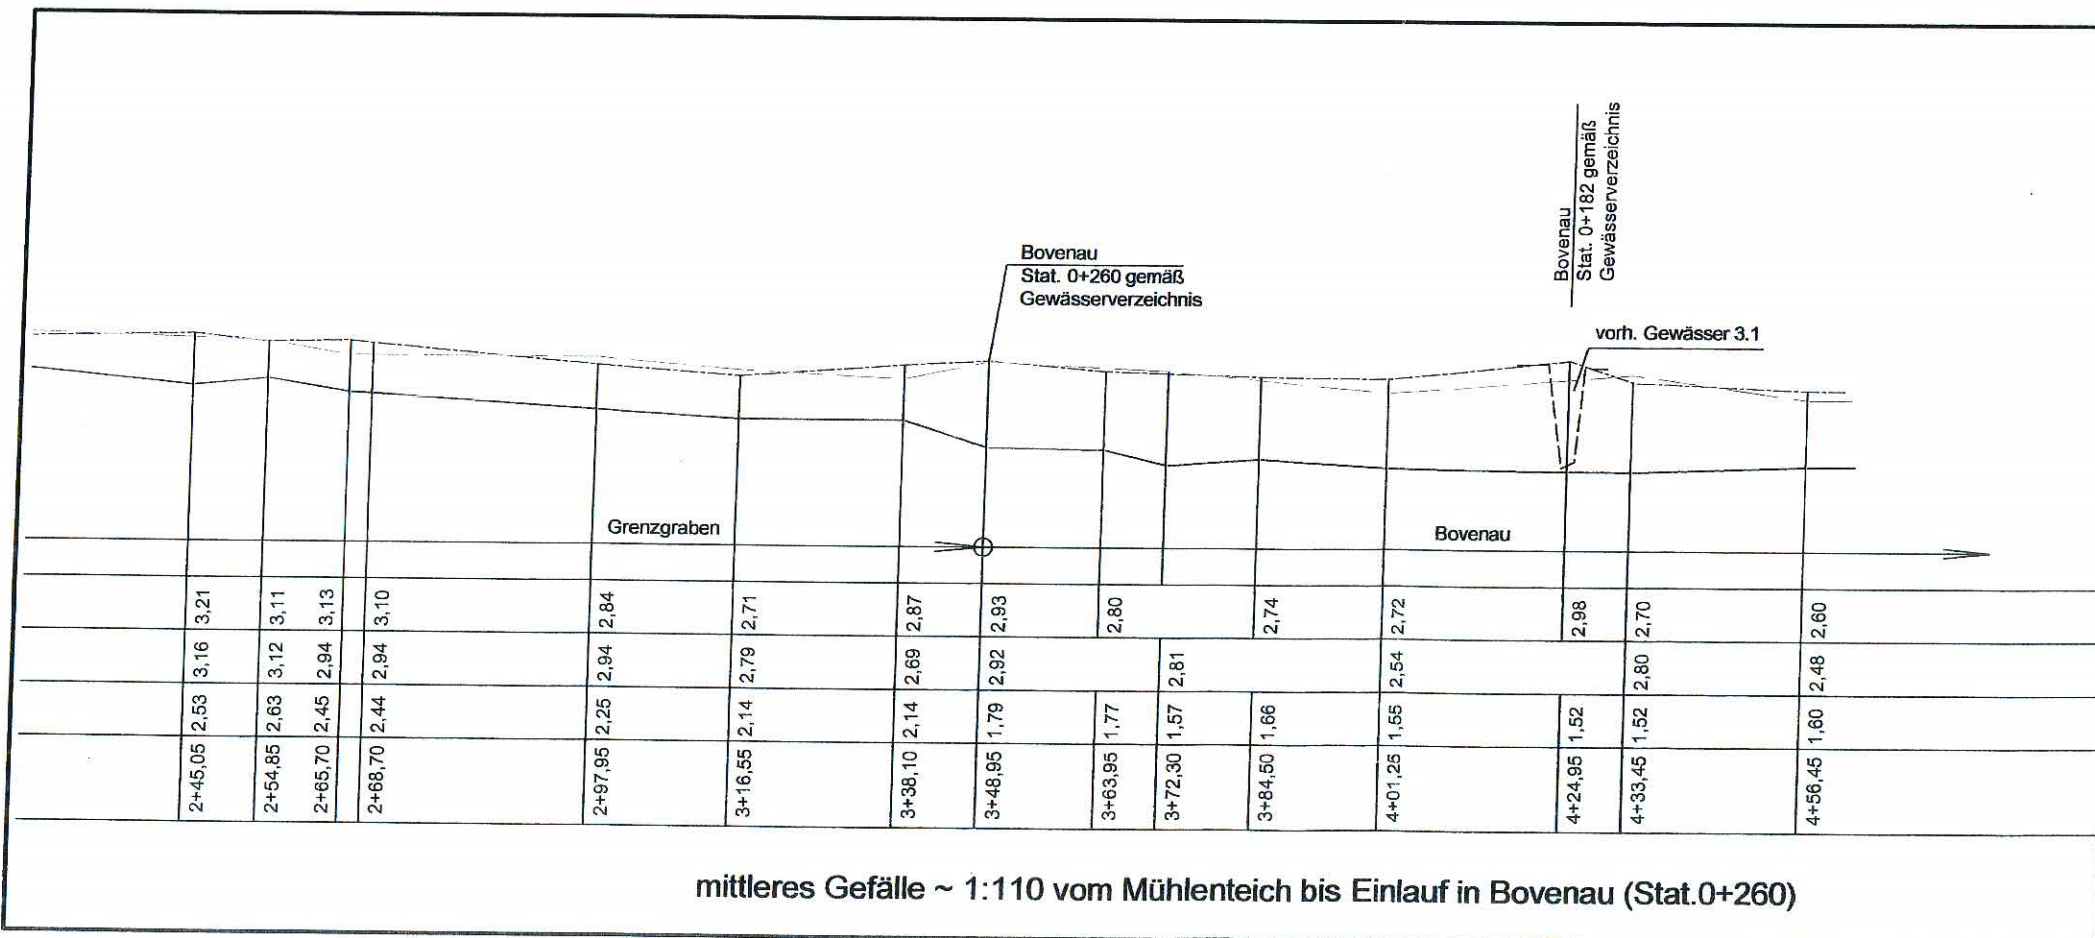 Bovenau
Stat. 0+182 gemäß
Gewässerverzeichnis
Bovenau
Stat. 0+260 gemäß
Gewässerverzeichnis
vorh. Gewässer 3.1
Grenzgraben
Bovenau
3,21 3,11 3,13 3,10 2,84 2,71 2,87 2,93 2,80 2,74 2,72 2,98 2,70 2,60
3,16 3,12 2,94 2,94 2,94 2,79 2,69 2,92 2,81 2,54 2,80 2,48
2,53 2,63 2,45 2,44 2,25 2,14 2,14 1,79 1,77 1,57 1,66 1,55 1,52 1,52 1,60
2+45,05 2+54,85 2+65,70 2+68,70 2+97,95 3+16,55 3+38,10 3+48,95 3+63,95 3+72,30 3+84,50 4+01,25 4+24,95 4+33,45 4+56,45
mittleres Gefälle ~ 1:110 vom Mühlenteich bis Einlauf in Bovenau (Stat.0+260)